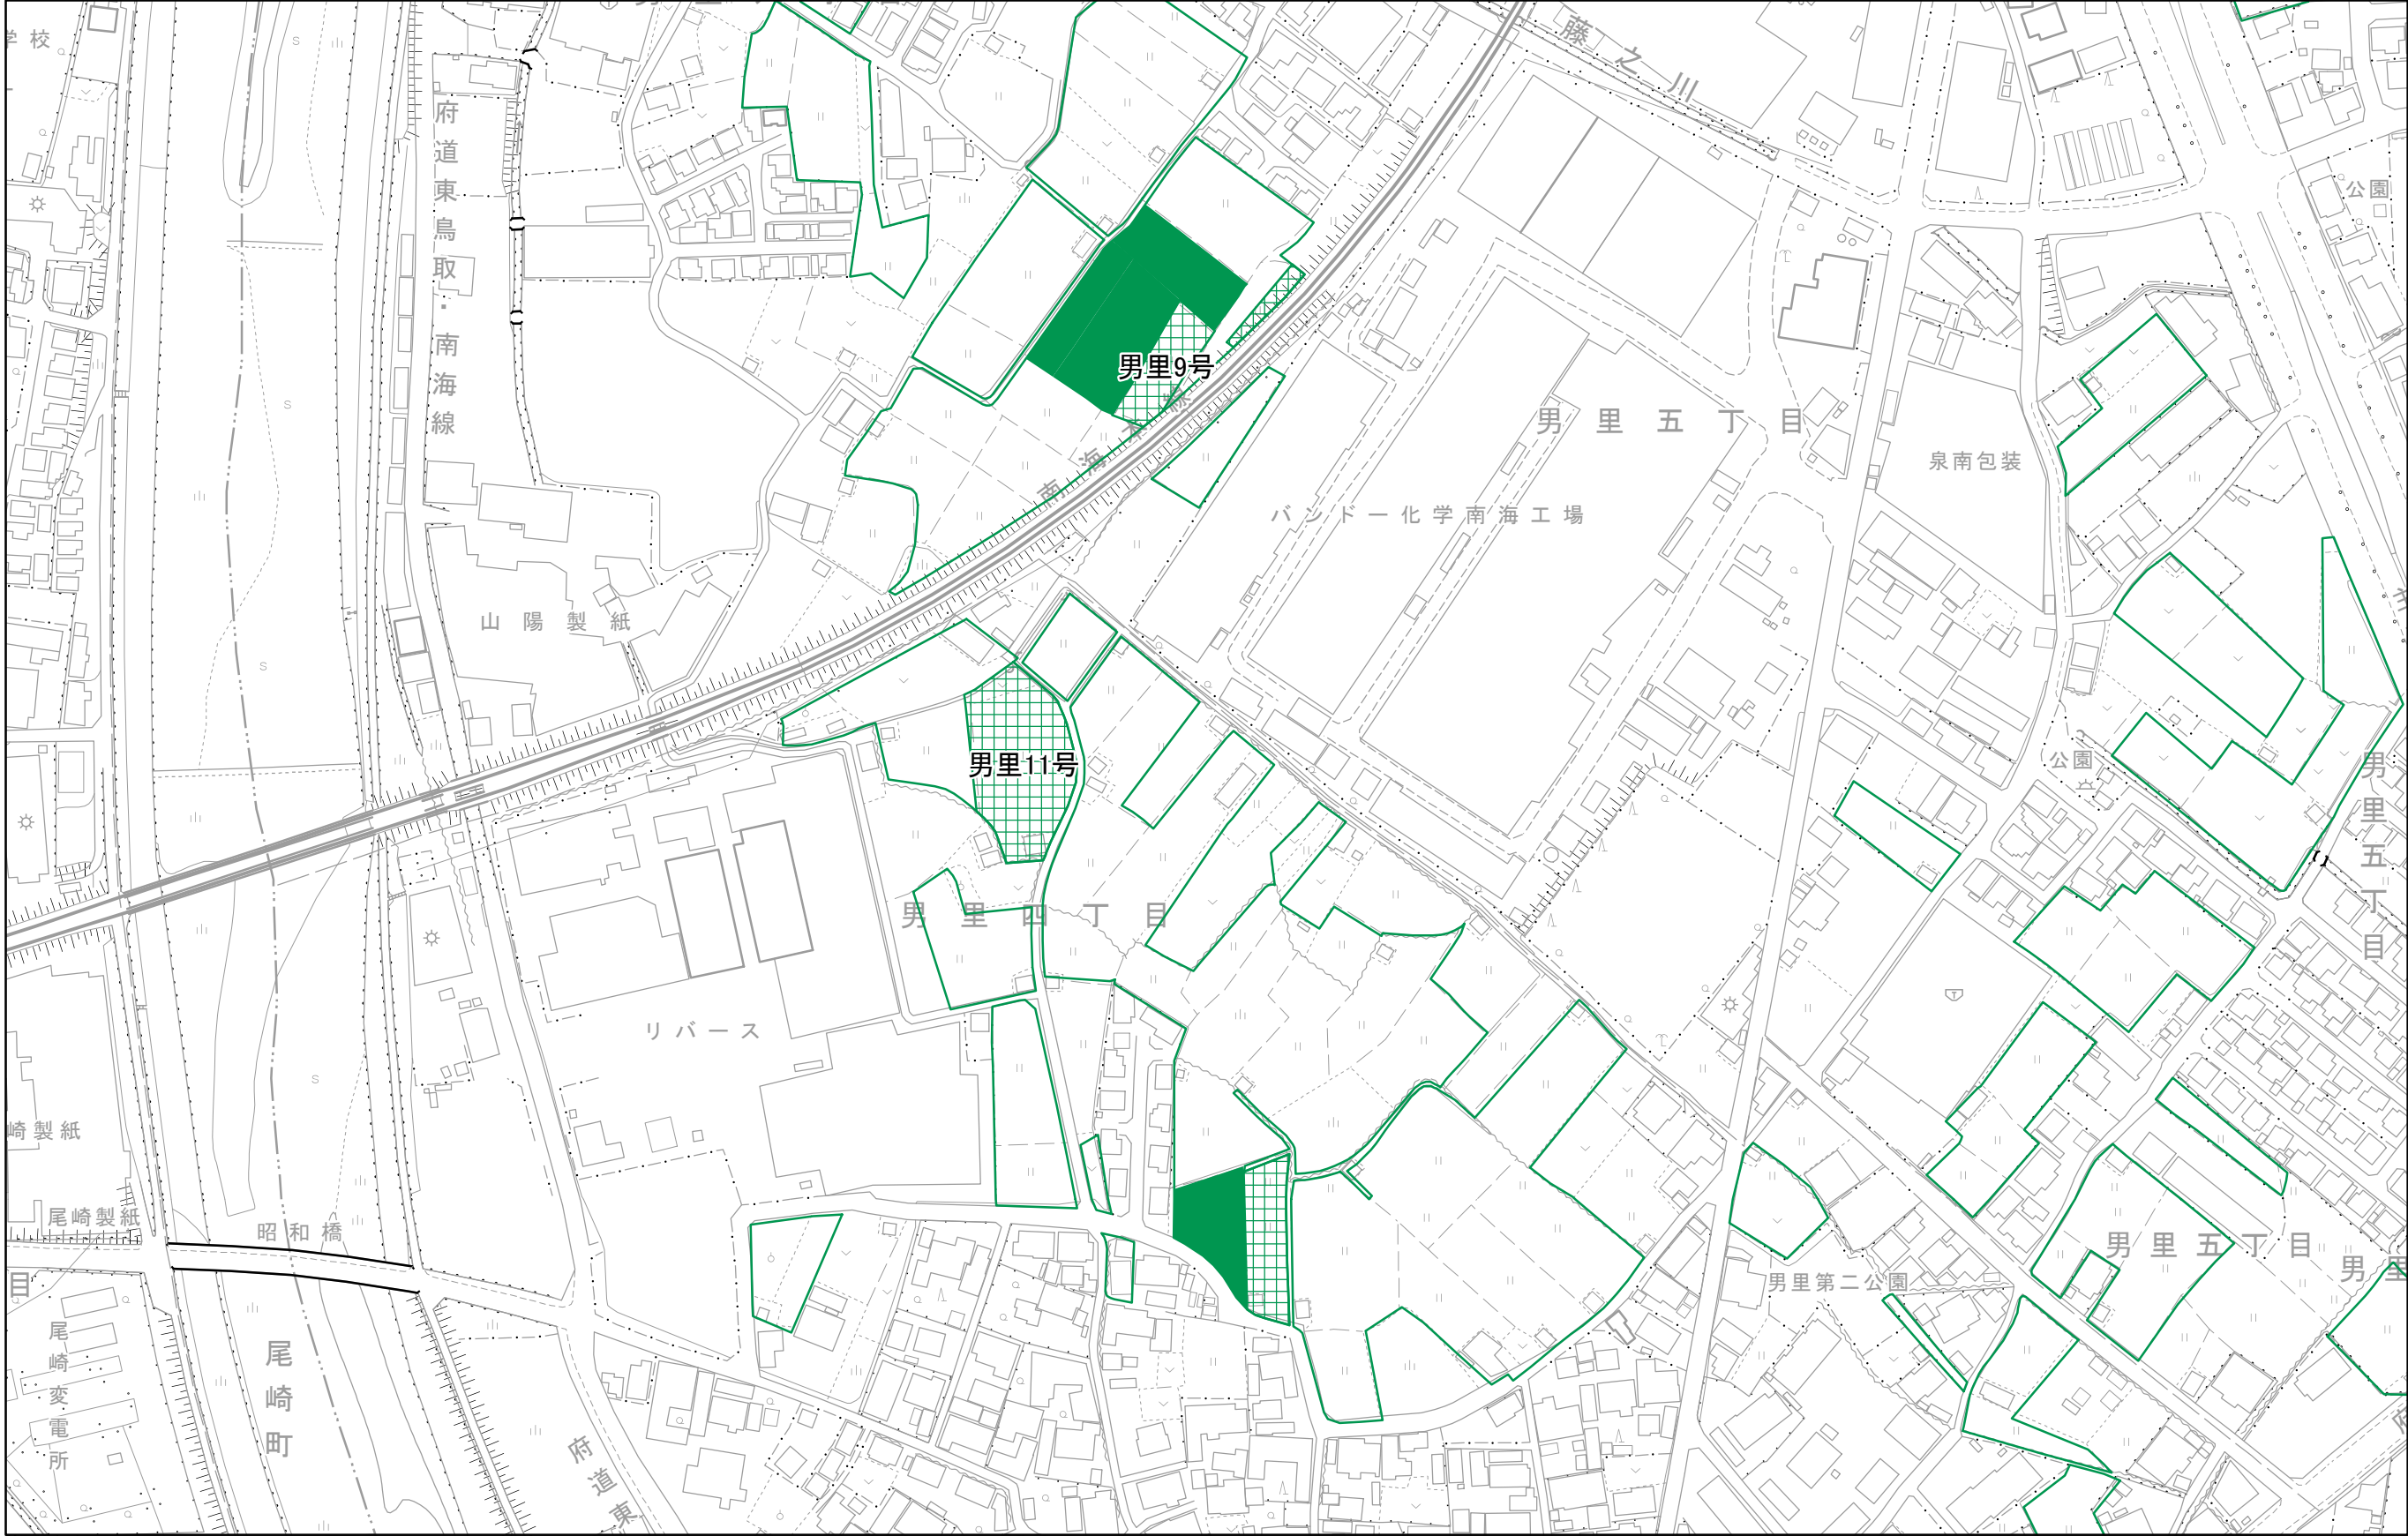 学校
藤之川
府道東鳥取・南海線
公園
男里9号
男里五丁目
泉南包装
南海本線
バンドー化学南海工場
山陽製紙
男里11号
公園
男里五丁目
男里四丁目
リバース
崎製紙
尾崎製紙
昭和橋
男里五丁目
男里
男里第二公園
目
尾崎変電所
尾崎町
府道東